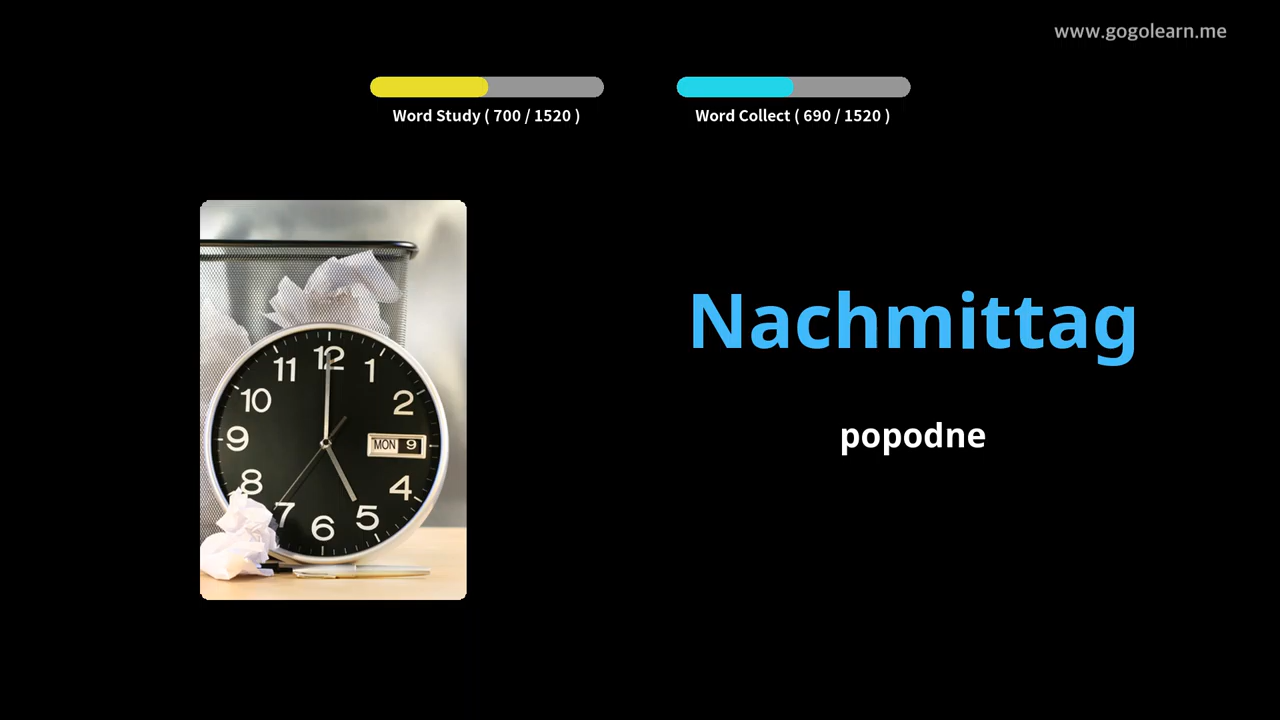 www.gogolearn.me
Word Study ( 700 / 1520 )
Word Collect ( 690 / 1520 )
Nachmittag
popodne
12
11
1
10
2
9
MON 9
8
4
7
5
6